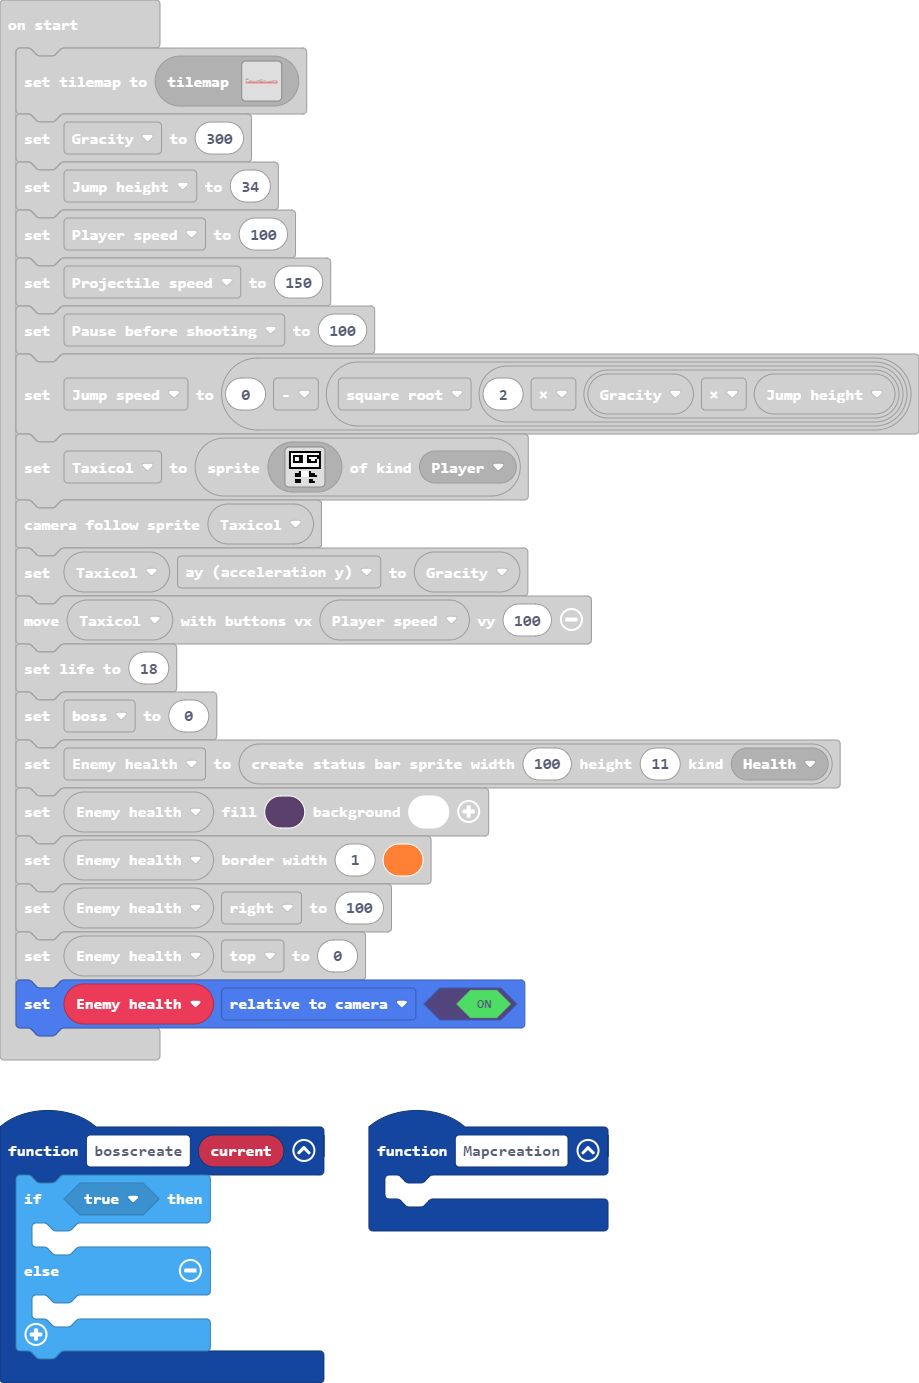 on start
set tilemap to tilemap
set Gracity to 300
set Jump height to 34
set Player speed to 100
set Projectile speed to 150
set Pause before shooting to 100
set Jump speed to 0 - square root 2 × Gracity × Jump height
set Taxicol to sprite of kind Player
camera follow sprite Taxicol
set Taxicol ay (acceleration y) to Gracity
move Taxicol with buttons vx Player speed vy 100
set life to 18
set boss to 0
set Enemy health to create status bar sprite width 100 height 11 kind Health
set Enemy health fill background
set Enemy health border width 1
set Enemy health right to 100
set Enemy health top to 0
set Enemy health relative to camera ON
function bosscreate current
if true then
else
function Mapcreation